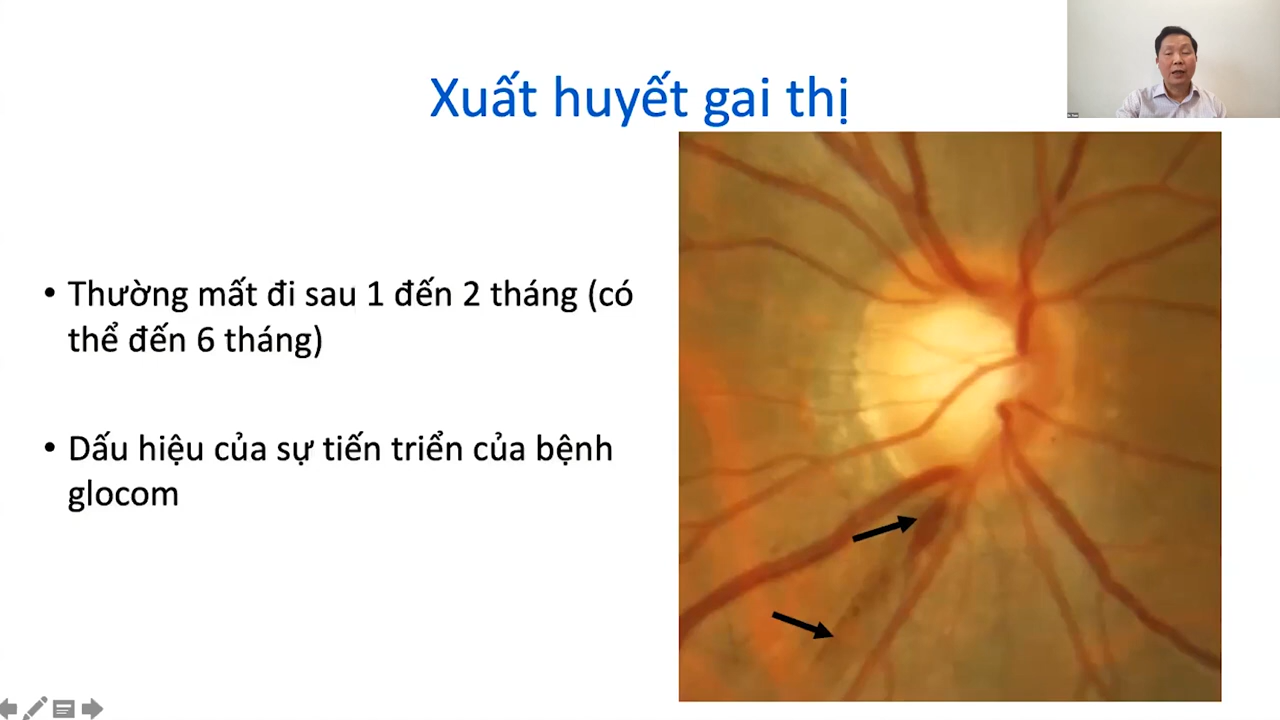 Xuất huyết gai thị
• Thường mất đi sau 1 đến 2 tháng (có
thể đến 6 tháng)
• Dấu hiệu của sự tiến triển của bệnh
glocom